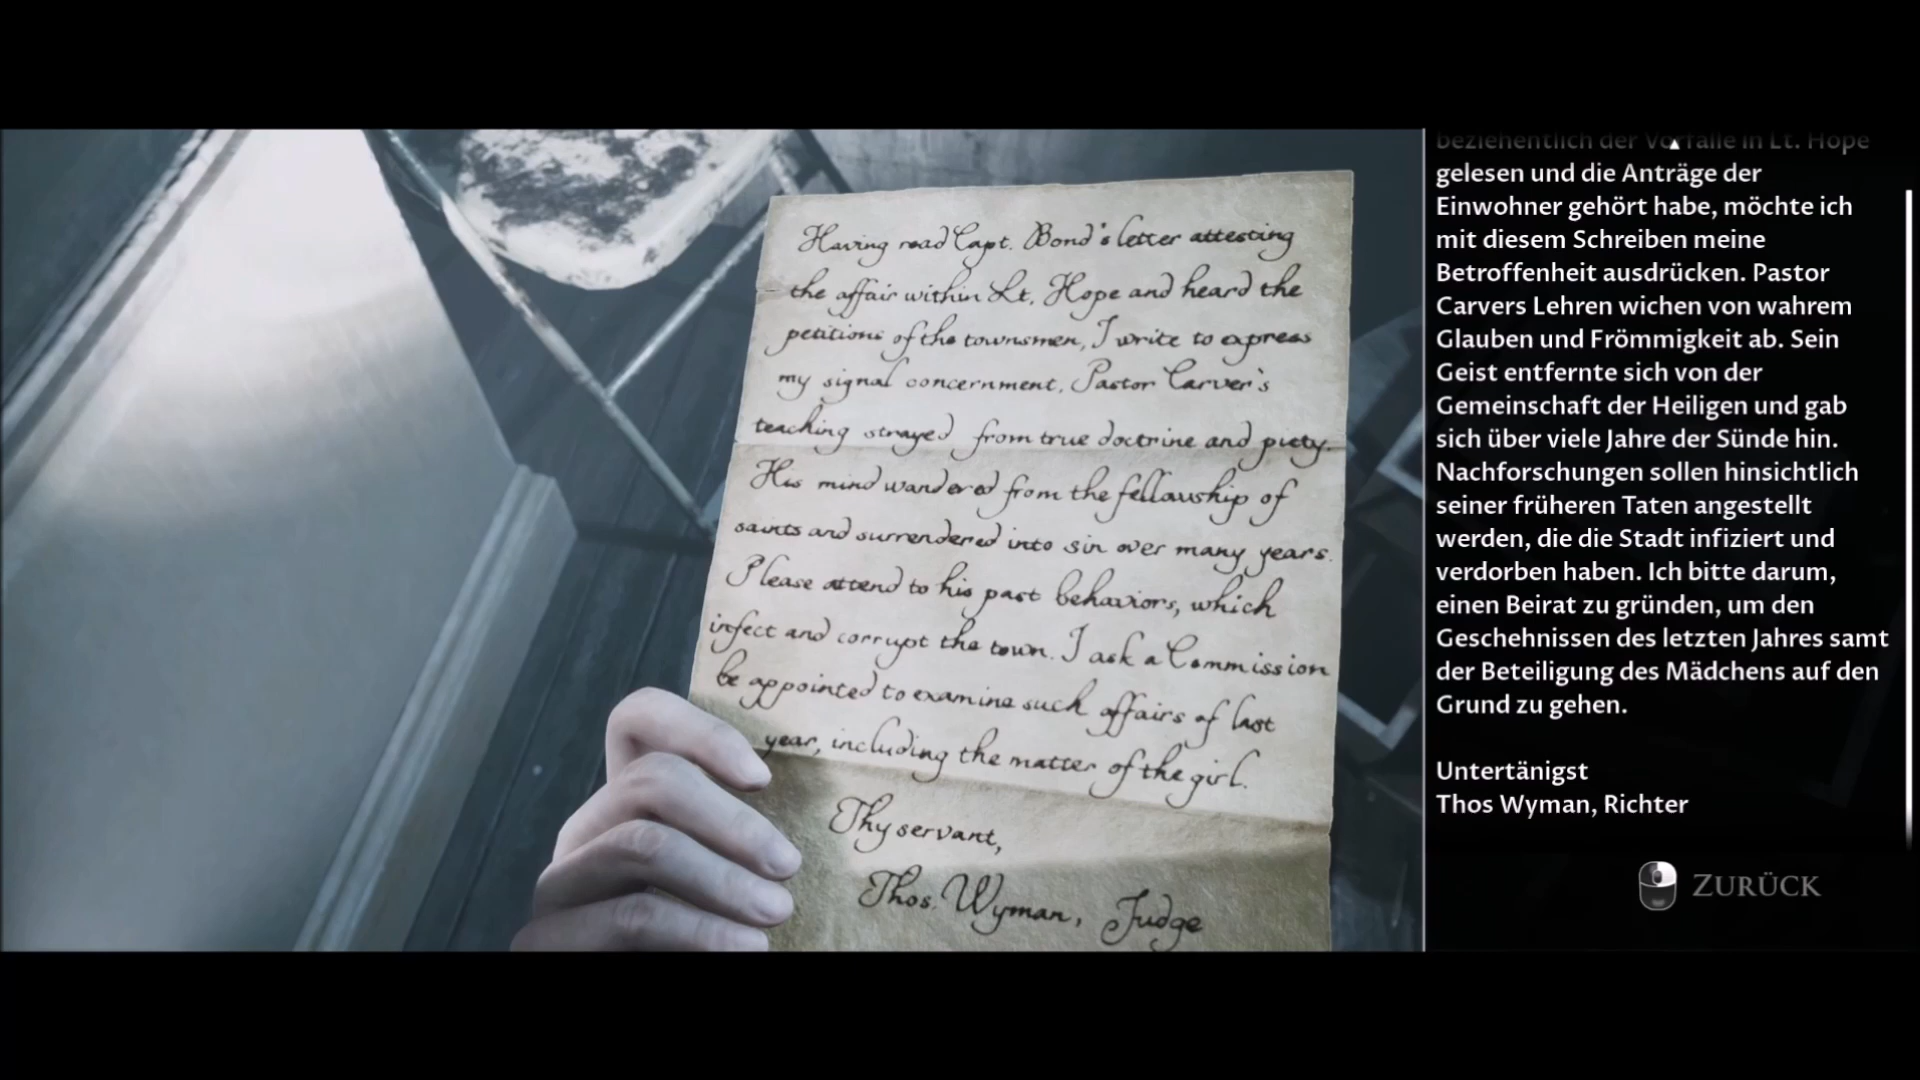 Having read Capt. Bond's letter attesting
the affair within Lt. Hope and heard the
petitions of the townsmen, I write to express
my signal concernment. Pastor Carver's
teaching strayed from true doctrine and piety.
His mind wandered from the fellowship of
saints and surrendered into sin over many years.
Please attend to his past behaviors, which
infect and corrupt the town. I ask a Commission
be appointed to examine such affairs of last
year, including the matter of the girl.
Thy servant,
Thos. Wyman, Judge
beziehentlich der Vorfälle in Lt. Hope
gelesen und die Anträge der
Einwohner gehört habe, möchte ich
mit diesem Schreiben meine
Betroffenheit ausdrücken. Pastor
Carvers Lehren wichen von wahrem
Glauben und Frömmigkeit ab. Sein
Geist entfernte sich von der
Gemeinschaft der Heiligen und gab
sich über viele Jahre der Sünde hin.
Nachforschungen sollen hinsichtlich
seiner früheren Taten angestellt
werden, die die Stadt infiziert und
verdorben haben. Ich bitte darum,
einen Beirat zu gründen, um den
Geschehnissen des letzten Jahres samt
der Beteiligung des Mädchens auf den
Grund zu gehen.
Untertänigst
Thos Wyman, Richter
ZURÜCK